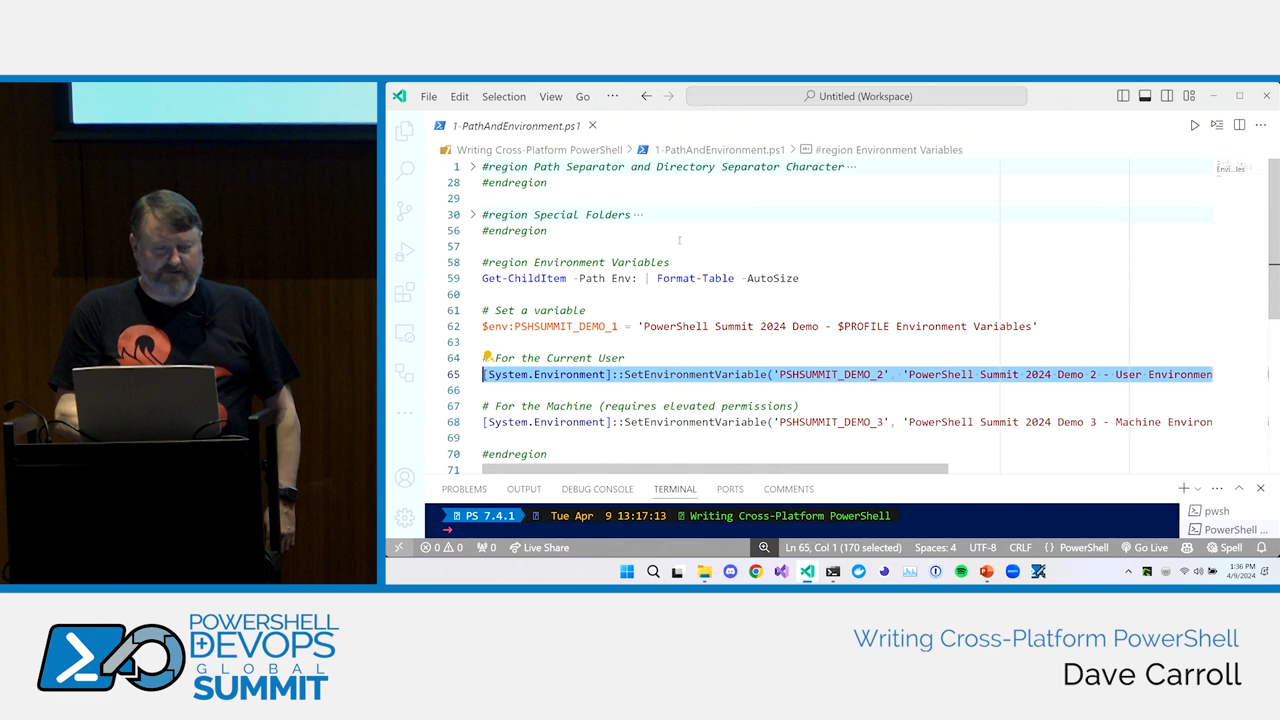 File Edit Selection View Go ··· Untitled (Workspace)
1-PathAndEnvironment.ps1
Writing Cross-Platform PowerShell > 1-PathAndEnvironment.ps1 > #region Environment Variables
1 #region Path Separator and Directory Separator Character ···
28 #endregion
29
30 #region Special Folders ···
56 #endregion
57
58 #region Environment Variables
59 Get-ChildItem -Path Env: | Format-Table -AutoSize
60
61 # Set a variable
62 $env:PSHSUMMIT_DEMO_1 = 'PowerShell Summit 2024 Demo - $PROFILE Environment Variables'
63
64 # For the Current User
65 [System.Environment]::SetEnvironmentVariable('PSHSUMMIT_DEMO_2', 'PowerShell Summit 2024 Demo 2 - User Environmen
66
67 # For the Machine (requires elevated permissions)
68 [System.Environment]::SetEnvironmentVariable('PSHSUMMIT_DEMO_3', 'PowerShell Summit 2024 Demo 3 - Machine Environ
69
70 #endregion
71
PROBLEMS OUTPUT DEBUG CONSOLE TERMINAL PORTS COMMENTS
pwsh
PS 7.4.1 Tue Apr 9 13:17:13 Writing Cross-Platform PowerShell
PowerShell ...
0 0 0 Live Share Ln 65, Col 1 (170 selected) Spaces: 4 UTF-8 CRLF {} PowerShell Go Live Spell
1:36 PM
4/9/2024
POWERSHELL
DEVOPS
GLOBAL
SUMMIT
Writing Cross-Platform PowerShell
Dave Carroll